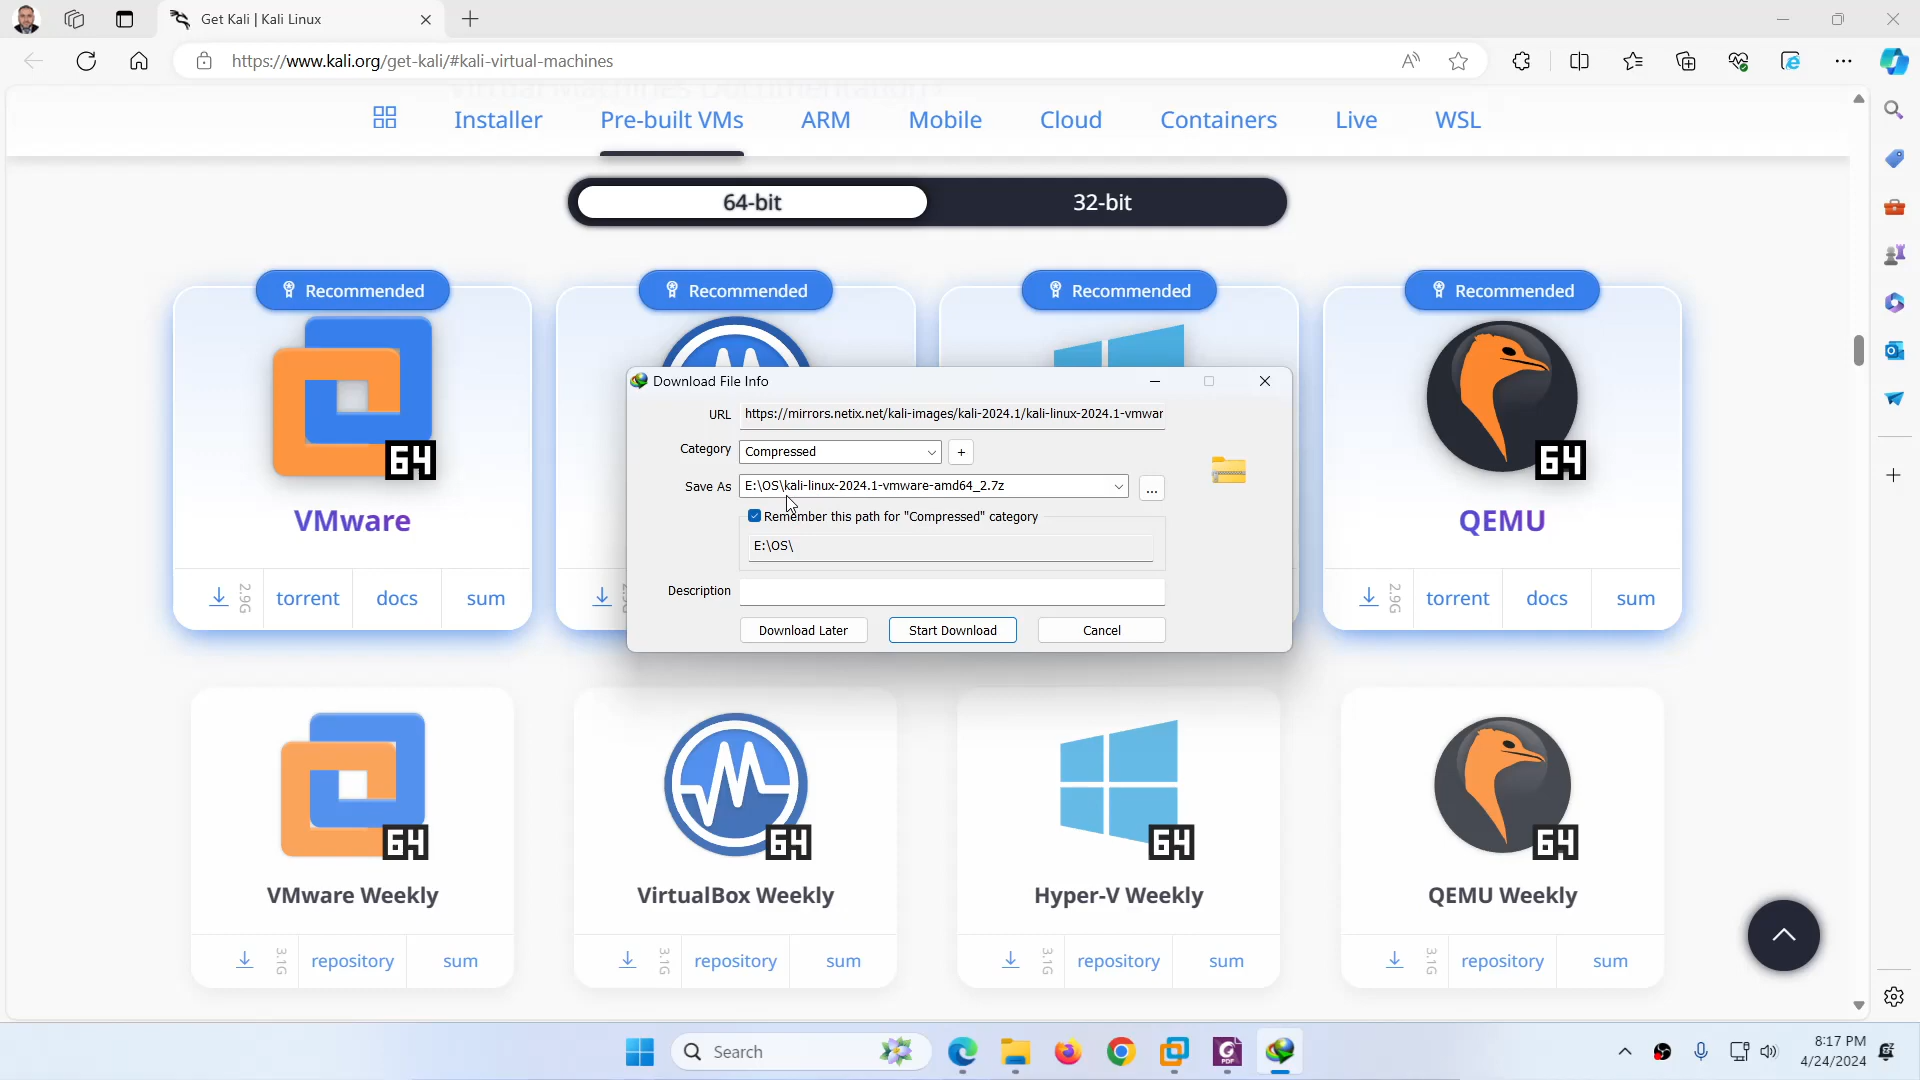 Get Kali | Kali Linux
https://www.kali.org/get-kali/#kali-virtual-machines
Installer
Pre-built VMs
ARM
Mobile
Cloud
Containers
Live
WSL
64-bit
32-bit
Recommended
Recommended
Recommended
Recommended
64
64
VMware
QEMU
2.9G
torrent
docs
sum
2.9G
torrent
docs
sum
Download File Info
URL
https://mirrors.netix.net/kali-images/kali-2024.1/kali-linux-2024.1-vmwar
Category
Compressed
+
Save As
E:\OS\kali-linux-2024.1-vmware-amd64_2.7z
...
Remember this path for "Compressed" category
E:\OS\
Description
Download Later
Start Download
Cancel
64
64
64
64
VMware Weekly
VirtualBox Weekly
Hyper-V Weekly
QEMU Weekly
3.1G
repository
sum
3.1G
repository
sum
3.1G
repository
sum
3.1G
repository
sum
Search
PDF
8:17 PM
4/24/2024